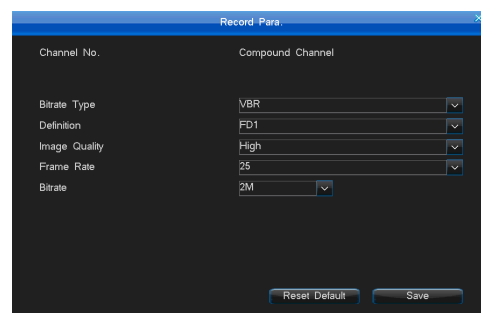 Record Para.
Channel No. Compound Channel
Bitrate Type VBR
Definition FD1
Image Quality High
Frame Rate 25
Bitrate 2M
Reset Default Save